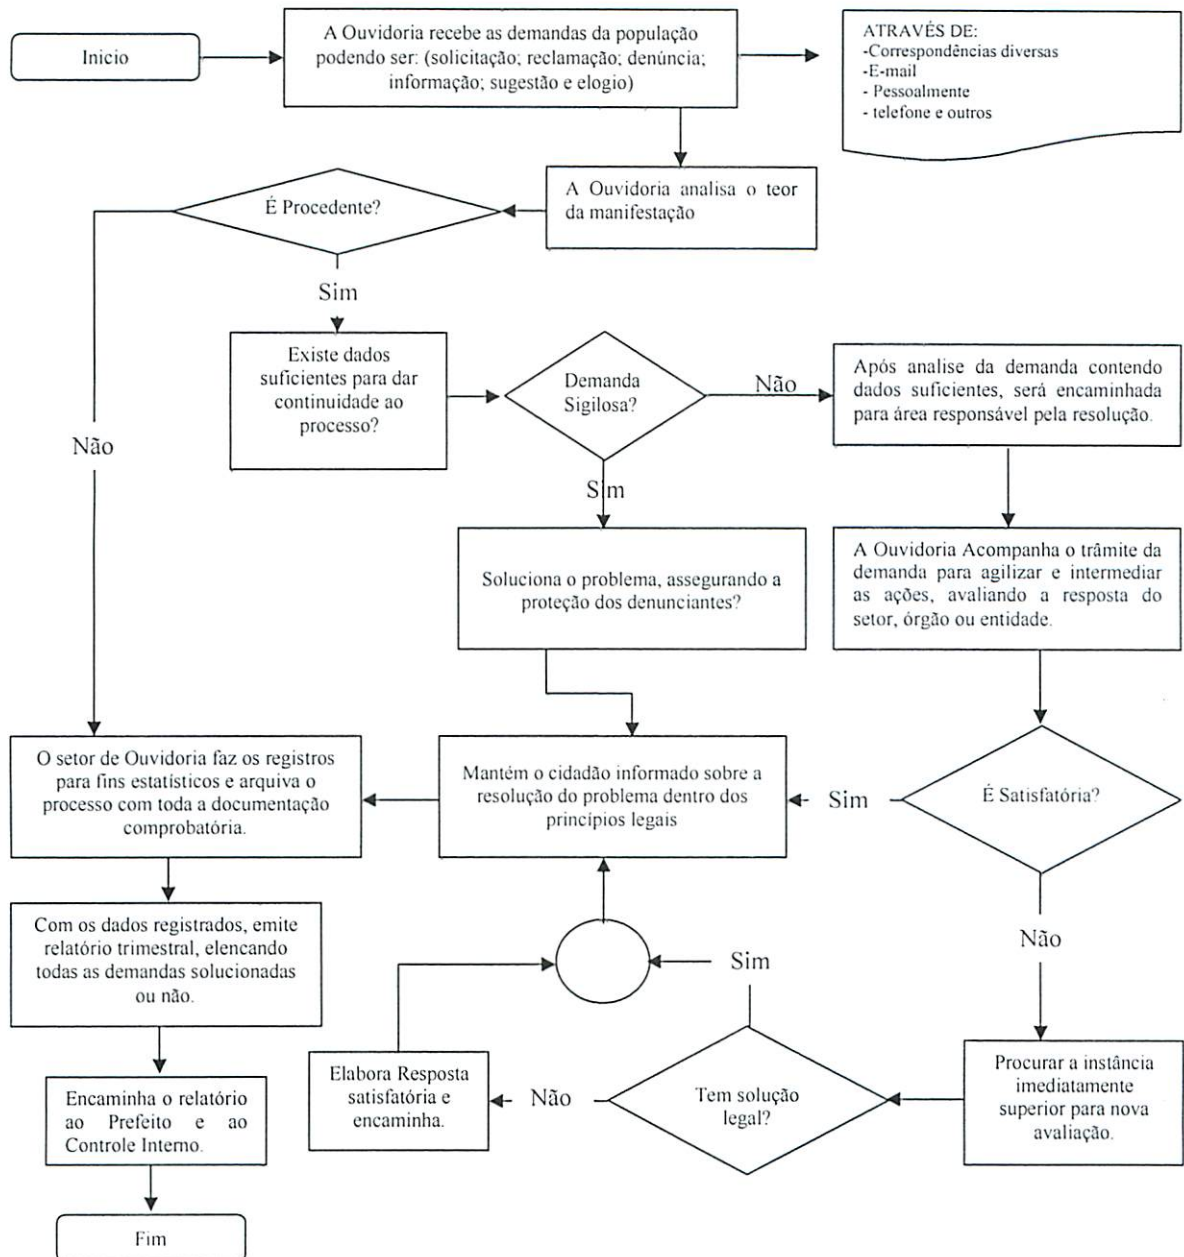 Inicio
A Ouvidoria recebe as demandas da população
podendo ser: (solicitação; reclamação; denúncia;
informação; sugestão e elogio)
ATRAVÉS DE:
-Correspondências diversas
-E-mail
- Pessoalmente
- telefone e outros
A Ouvidoria analisa o teor
da manifestação
É Procedente?
Sim
Não
Existe dados
suficientes para dar
continuidade ao
processo?
Demanda
Sigilosa?
Não
Após analise da demanda contendo
dados suficientes, será encaminhada
para área responsável pela resolução.
Sim
Soluciona o problema, assegurando a
proteção dos denunciantes?
A Ouvidoria Acompanha o trâmite da
demanda para agilizar e intermediar
as ações, avaliando a resposta do
setor, órgão ou entidade.
O setor de Ouvidoria faz os registros
para fins estatísticos e arquiva o
processo com toda a documentação
comprobatória.
Mantém o cidadão informado sobre a
resolução do problema dentro dos
princípios legais
Sim
É Satisfatória?
Não
Com os dados registrados, emite
relatório trimestral, elencando
todas as demandas solucionadas
ou não.
Sim
Encaminha o relatório
ao Prefeito e ao
Controle Interno.
Elabora Resposta
satisfatória e
encaminha.
Não
Tem solução
legal?
Procurar a instância
imediatamente
superior para nova
avaliação.
Fim